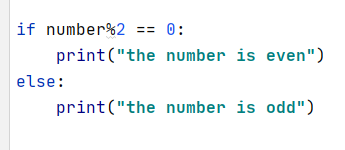 if number%2 == 0:
    print("the number is even")
else:
    print("the number is odd")